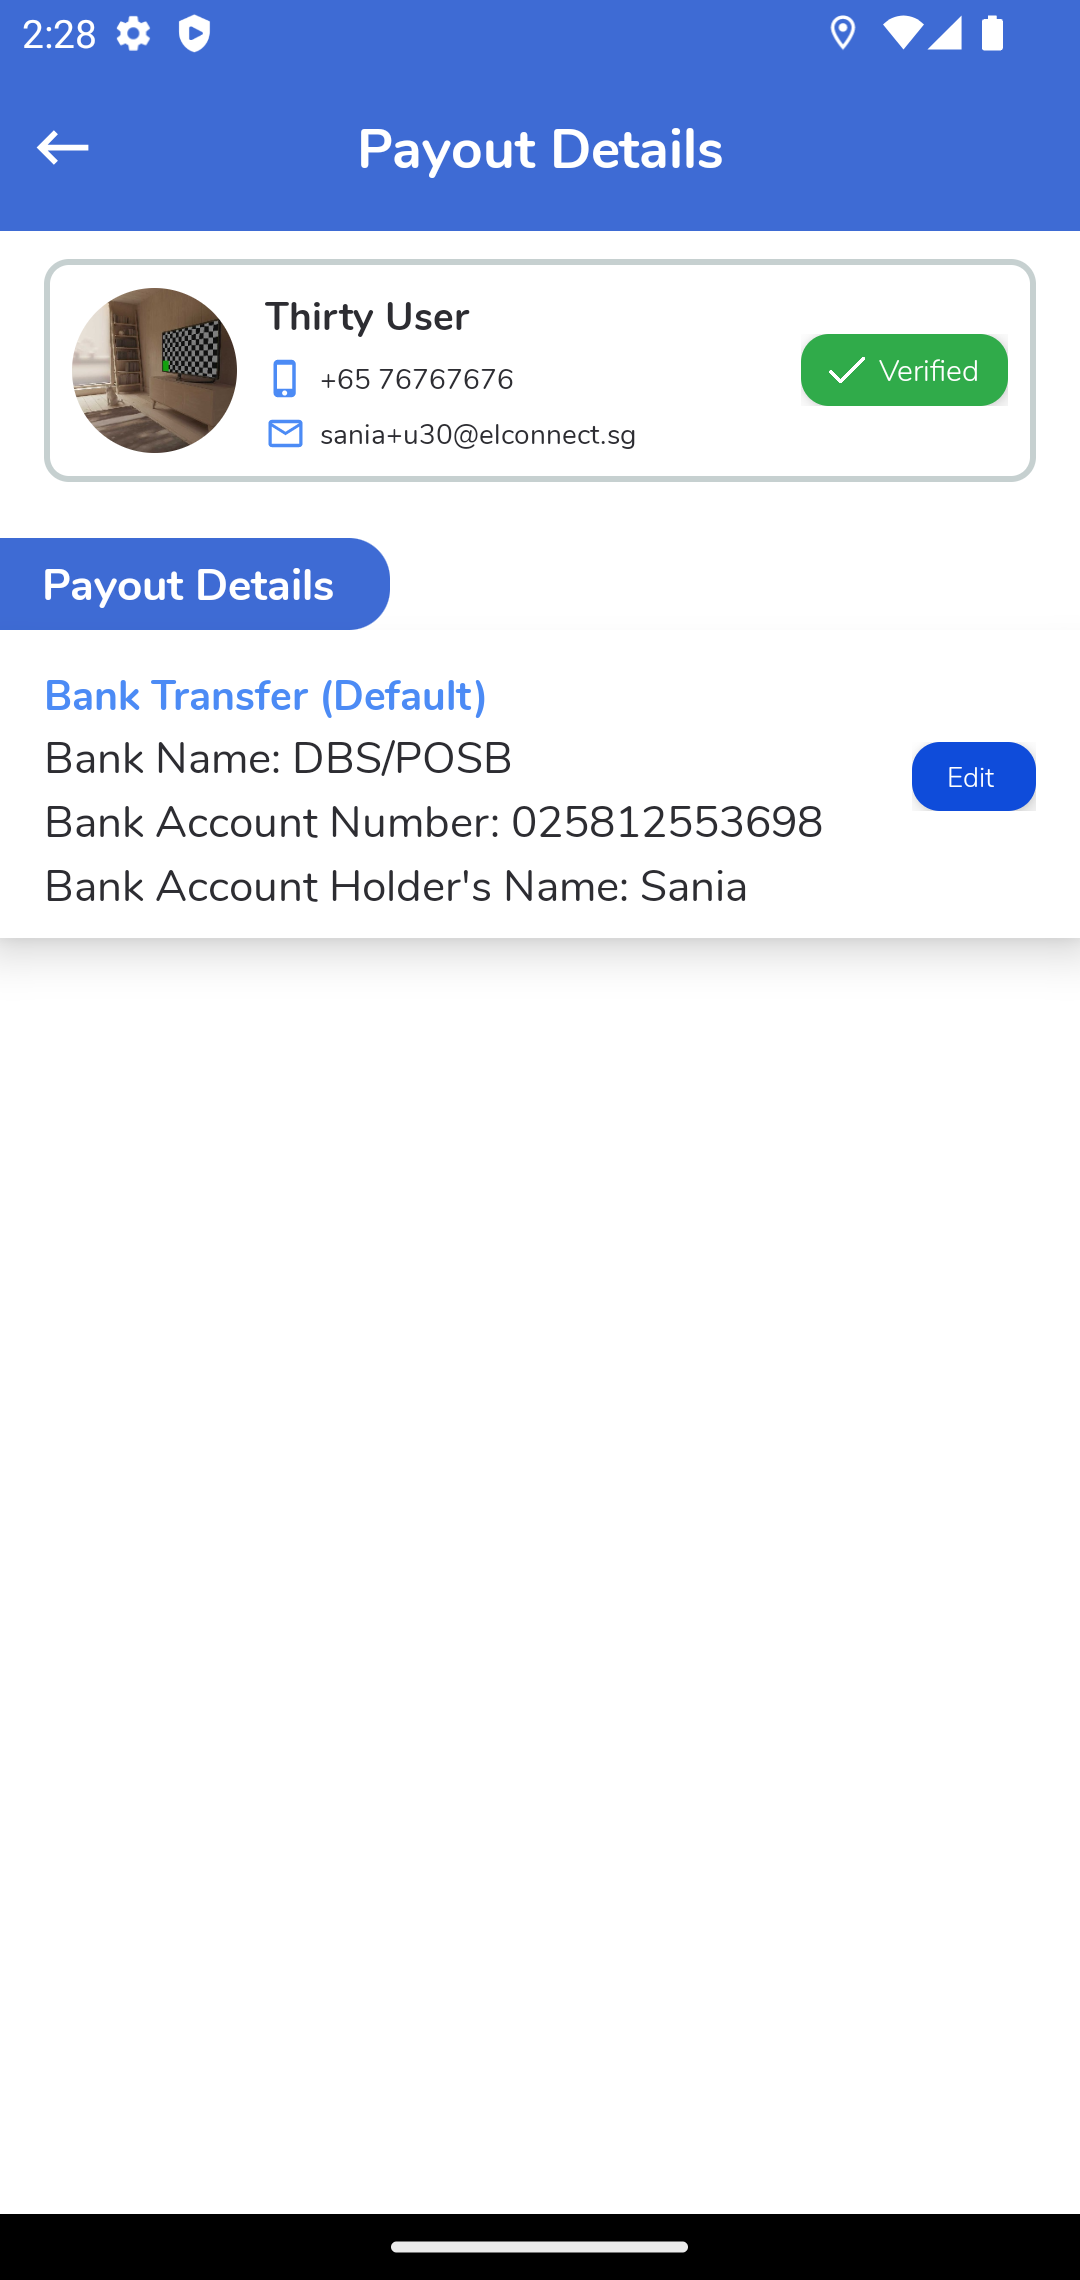 2:28
Payout Details
Thirty User
+65 76767676
Verified
sania+u30@elconnect.sg
Payout Details
Bank Transfer (Default)
Bank Name: DBS/POSB
Edit
Bank Account Number: 025812553698
Bank Account Holder's Name: Sania